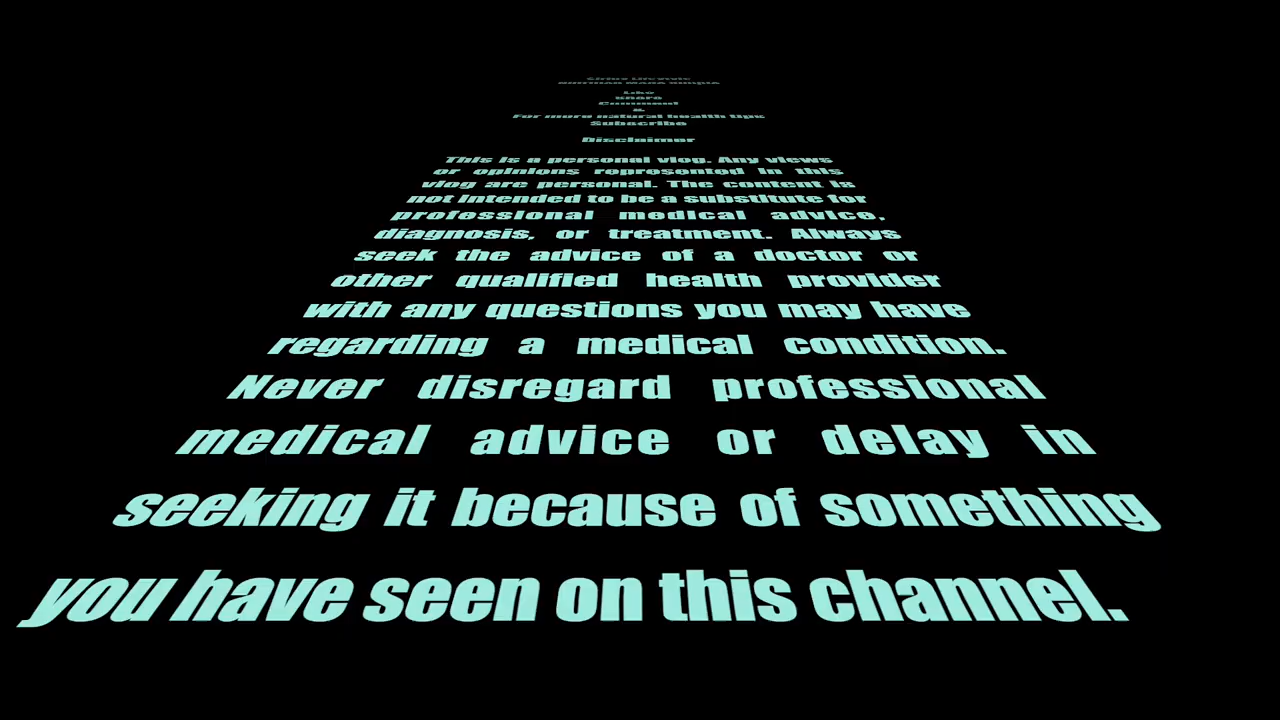 Like
Share
Comment
&
For more natural health tips
Subscribe
Disclaimer
This is a personal vlog. Any views
or opinions represented in this
vlog are personal. The content is
not intended to be a substitute for
professional medical advice,
diagnosis, or treatment. Always
seek the advice of a doctor or
other qualified health provider
with any questions you may have
regarding a medical condition.
Never disregard professional
medical advice or delay in
seeking it because of something
you have seen on this channel.